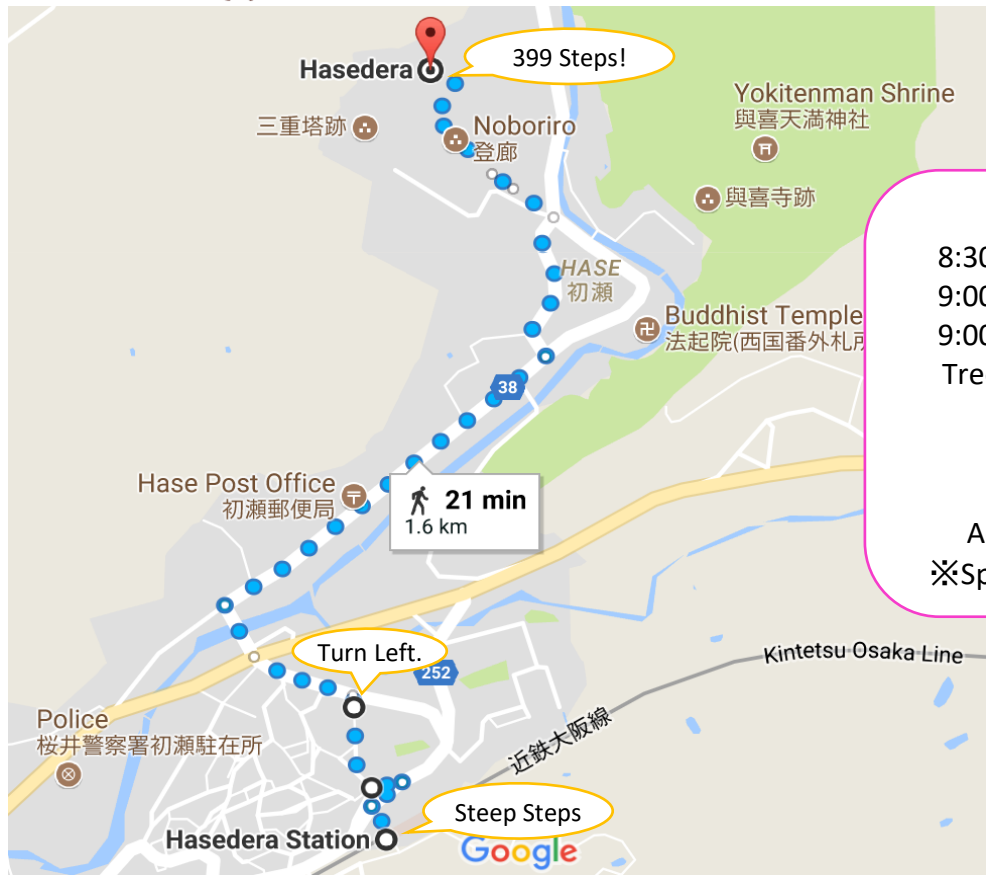 399 Steps!
Hasedera
Yokitenman Shrine
與喜天満神社
三重塔跡
Noboriro
登廊
與喜寺跡
HASE
初瀬
Buddhist Temple
法起院(西国番外札所
8:30
9:00
9:00
Tre
38
Hase Post Office
初瀬郵便局
21 min
1.6 km
A
※Sp
Turn Left.
252
Kintetsu Osaka Line
近鉄大阪線
Police
桜井警察署初瀬駐在所
Steep Steps
Hasedera Station
Google